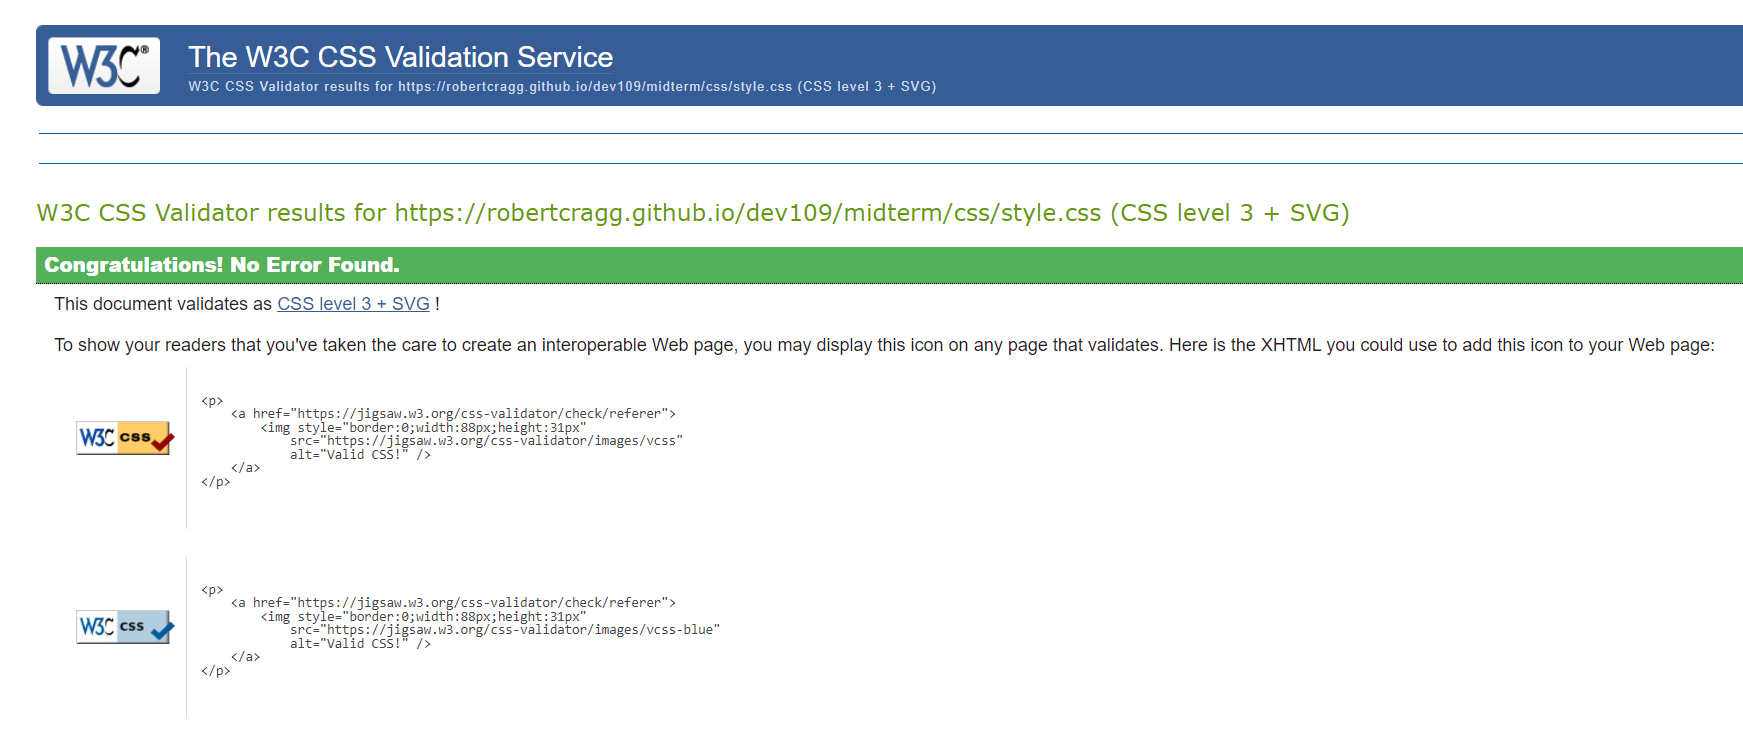 W3C®
The W3C CSS Validation Service
W3C CSS Validator results for https://robertcragg.github.io/dev109/midterm/css/style.css (CSS level 3 + SVG)
W3C CSS Validator results for https://robertcragg.github.io/dev109/midterm/css/style.css (CSS level 3 + SVG)
Congratulations! No Error Found.
This document validates as CSS level 3 + SVG !
To show your readers that you've taken the care to create an interoperable Web page, you may display this icon on any page that validates. Here is the XHTML you could use to add this icon to your Web page:
W3C css
<p>
<a href="https://jigsaw.w3.org/css-validator/check/referer">
<img style="border:0;width:88px;height:31px"
src="https://jigsaw.w3.org/css-validator/images/vcss"
alt="Valid CSS!" />
</a>
</p>
W3C css
<p>
<a href="https://jigsaw.w3.org/css-validator/check/referer">
<img style="border:0;width:88px;height:31px"
src="https://jigsaw.w3.org/css-validator/images/vcss-blue"
alt="Valid CSS!" />
</a>
</p>